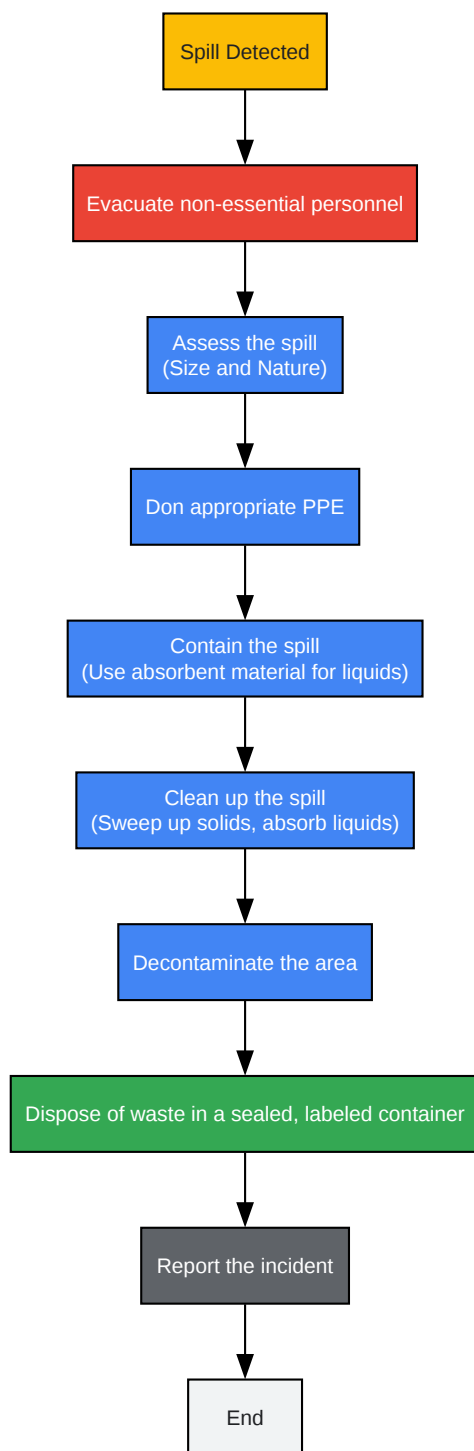 Spill Detected
Evacuate non-essential personnel
Assess the spill
(Size and Nature)
Don appropriate PPE
Contain the spill
(Use absorbent material for liquids)
Clean up the spill
(Sweep up solids, absorb liquids)
Decontaminate the area
Dispose of waste in a sealed, labeled container
Report the incident
End